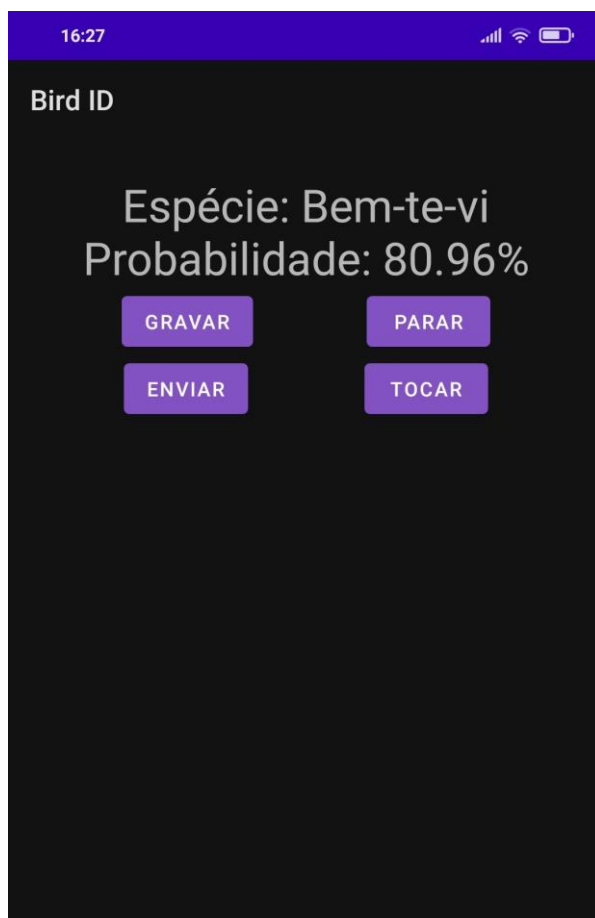 16:27
Bird ID
Espécie: Bem-te-vi
Probabilidade: 80.96%
GRAVAR PARAR
ENVIAR TOCAR